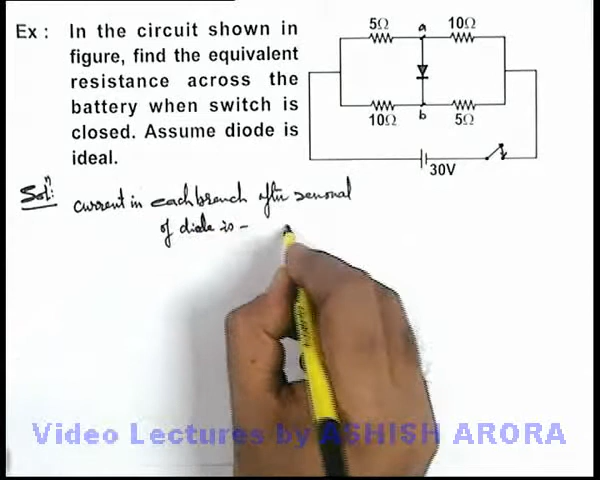 Ex : In the circuit shown in
figure, find the equivalent
resistance across the
battery when switch is
closed. Assume diode is
ideal.
5Ω a 10Ω
10Ω b 5Ω
30V
Solⁿ: current in each branch after removal
of diode is -
Video Lectures by ASHISH ARORA